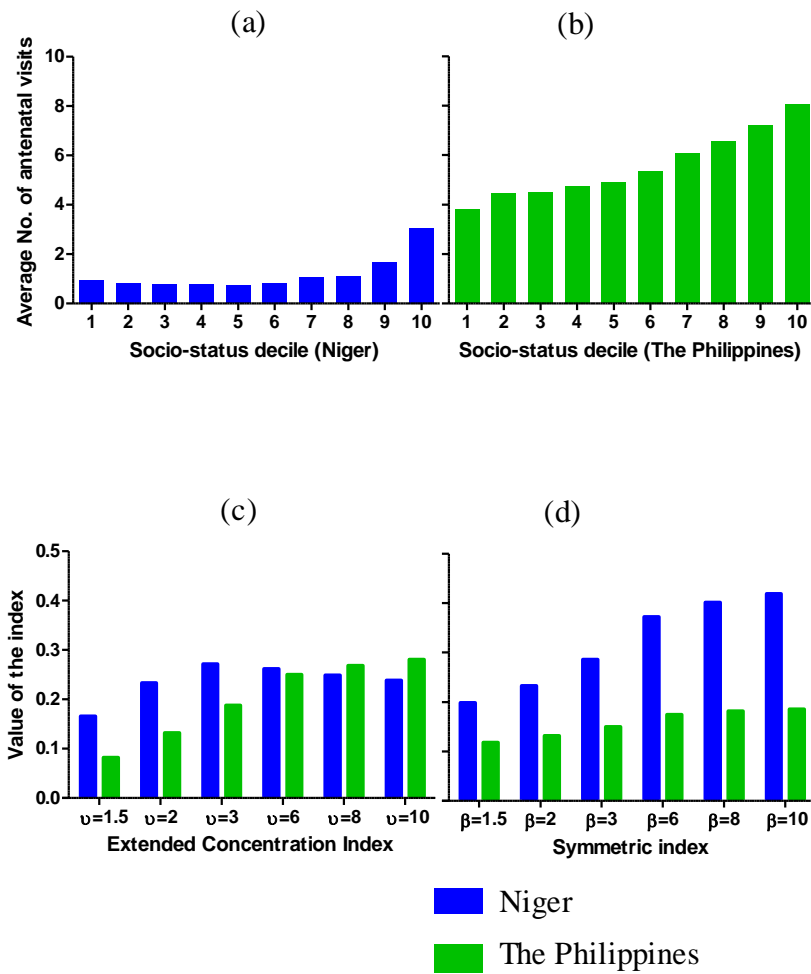 (a)
(b)
Average No. of antenatal visits
10
8
6
4
2
0
1 2 3 4 5 6 7 8 9 10
Socio-status decile (Niger)
1 2 3 4 5 6 7 8 9 10
Socio-status decile (The Philippines)
(c)
(d)
Value of the index
0.5
0.4
0.3
0.2
0.1
0.0
υ=1.5 υ=2 υ=3 υ=6 υ=8 υ=10
Extended Concentration Index
β=1.5 β=2 β=3 β=6 β=8 β=10
Symmetric index
Niger
The Philippines